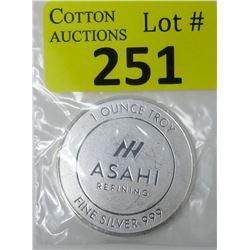 COTTON
AUCTIONS
Lot #
251
1 OUNCE TROY
ASAHI
REFINING
FINE SILVER 999